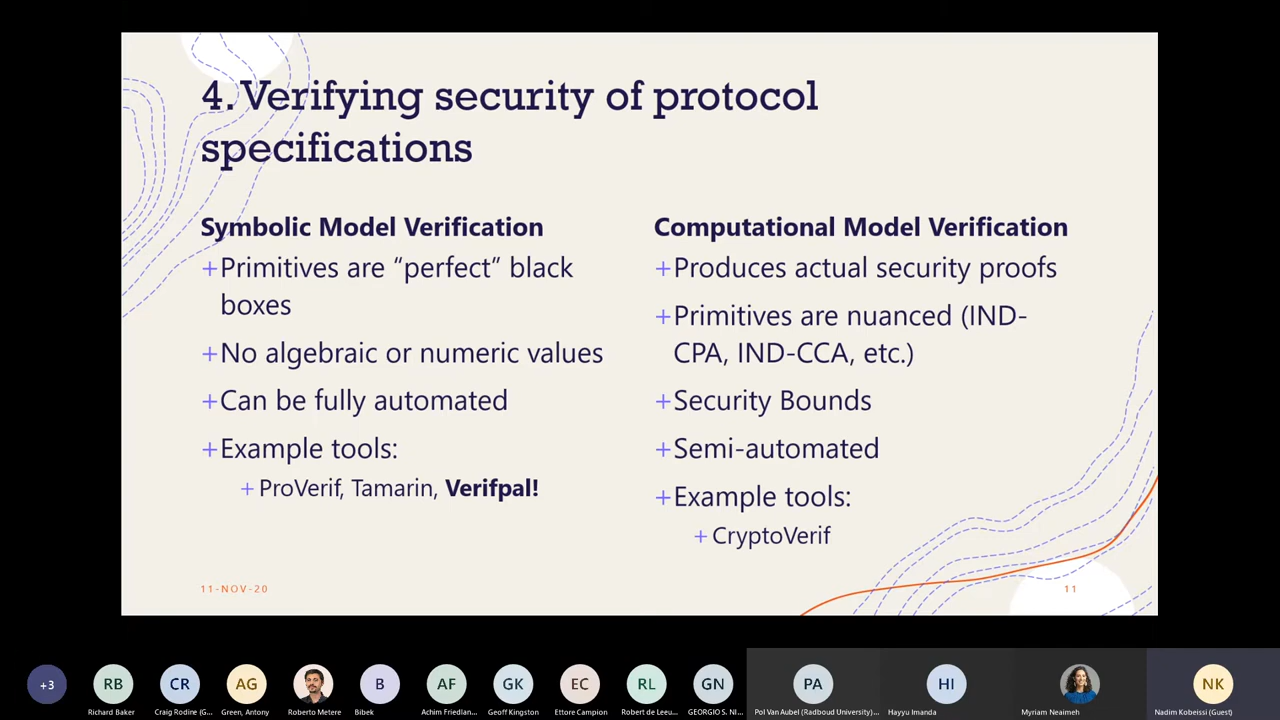 4. Verifying security of protocol
specifications
Symbolic Model Verification
+Primitives are “perfect” black
boxes
+No algebraic or numeric values
+Can be fully automated
+Example tools:
+ProVerif, Tamarin, Verifpal!
Computational Model Verification
+Produces actual security proofs
+Primitives are nuanced (IND-
CPA, IND-CCA, etc.)
+Security Bounds
+Semi-automated
+Example tools:
+CryptoVerif
11-NOV-20
11
+3
RB
CR
AG
B
AF
GK
EC
RL
GN
PA
HI
NK
Richard Baker
Craig Rodine (G...
Green, Antony
Roberto Metere
Bibek
Achim Friedlan...
Geoff Kingston
Ettore Campion
Robert de Leeu...
GEORGIOS S. NI...
Pol Van Aubel (Radboud University)...
Hayyu Imanda
Myriam Neaimeh
Nadim Kobeissi (Guest)